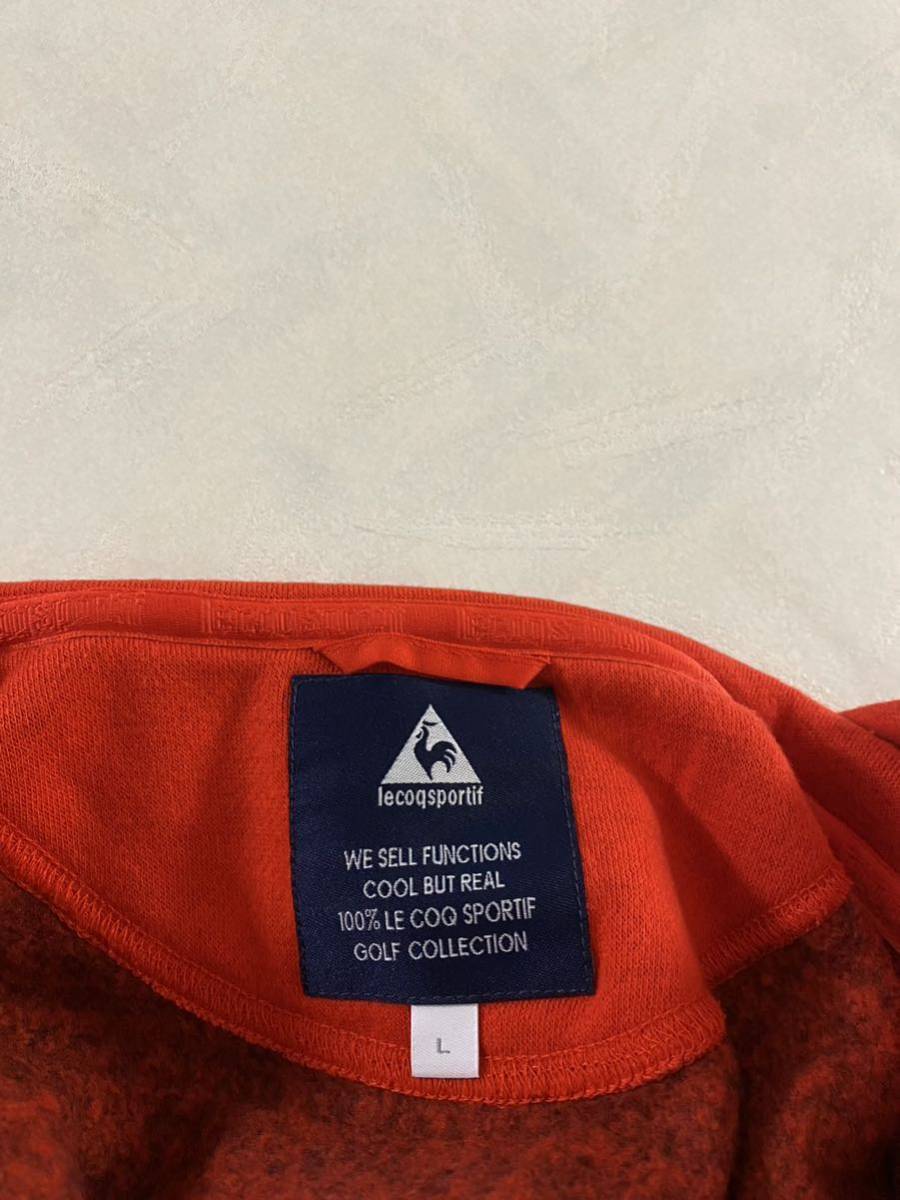 lecoqsportif
WE SELL FUNCTIONS
COOL BUT REAL
100% LE COQ SPORTIF
GOLF COLLECTION
L